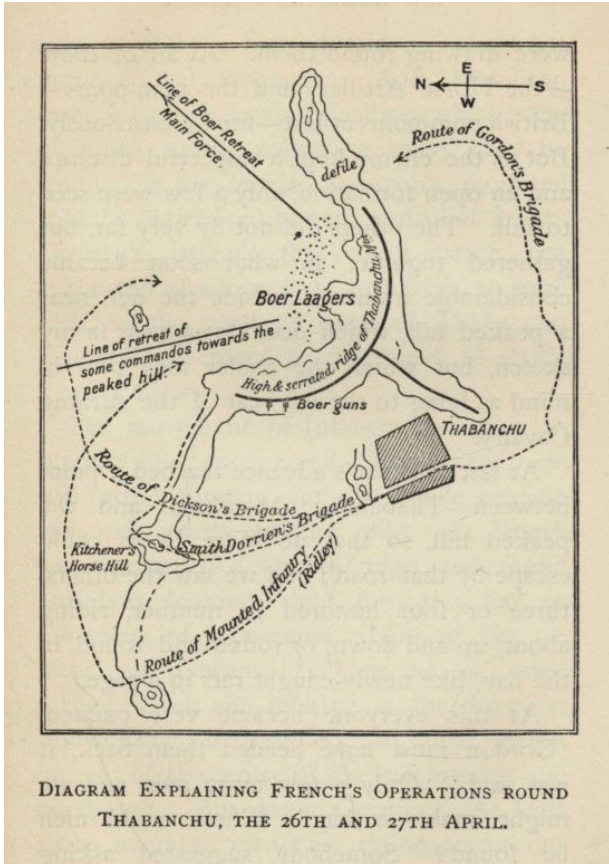 E
N S
W
Line of Boer Retreat
Main Force
Route of Gordon's Brigade
defile
Boer Laagers
High & serrated ridge of Thabanchu Mtn
Line of retreat of
some commandos towards the
peaked hill
Boer guns
THABANCHU
Route of
Dickson's Brigade
Smith Dorrien's Brigade
Kitchener's
Horse Hill
Route of Mounted Infantry
(Ridley)
DIAGRAM EXPLAINING FRENCH'S OPERATIONS ROUND
THABANCHU, THE 26TH AND 27TH APRIL.